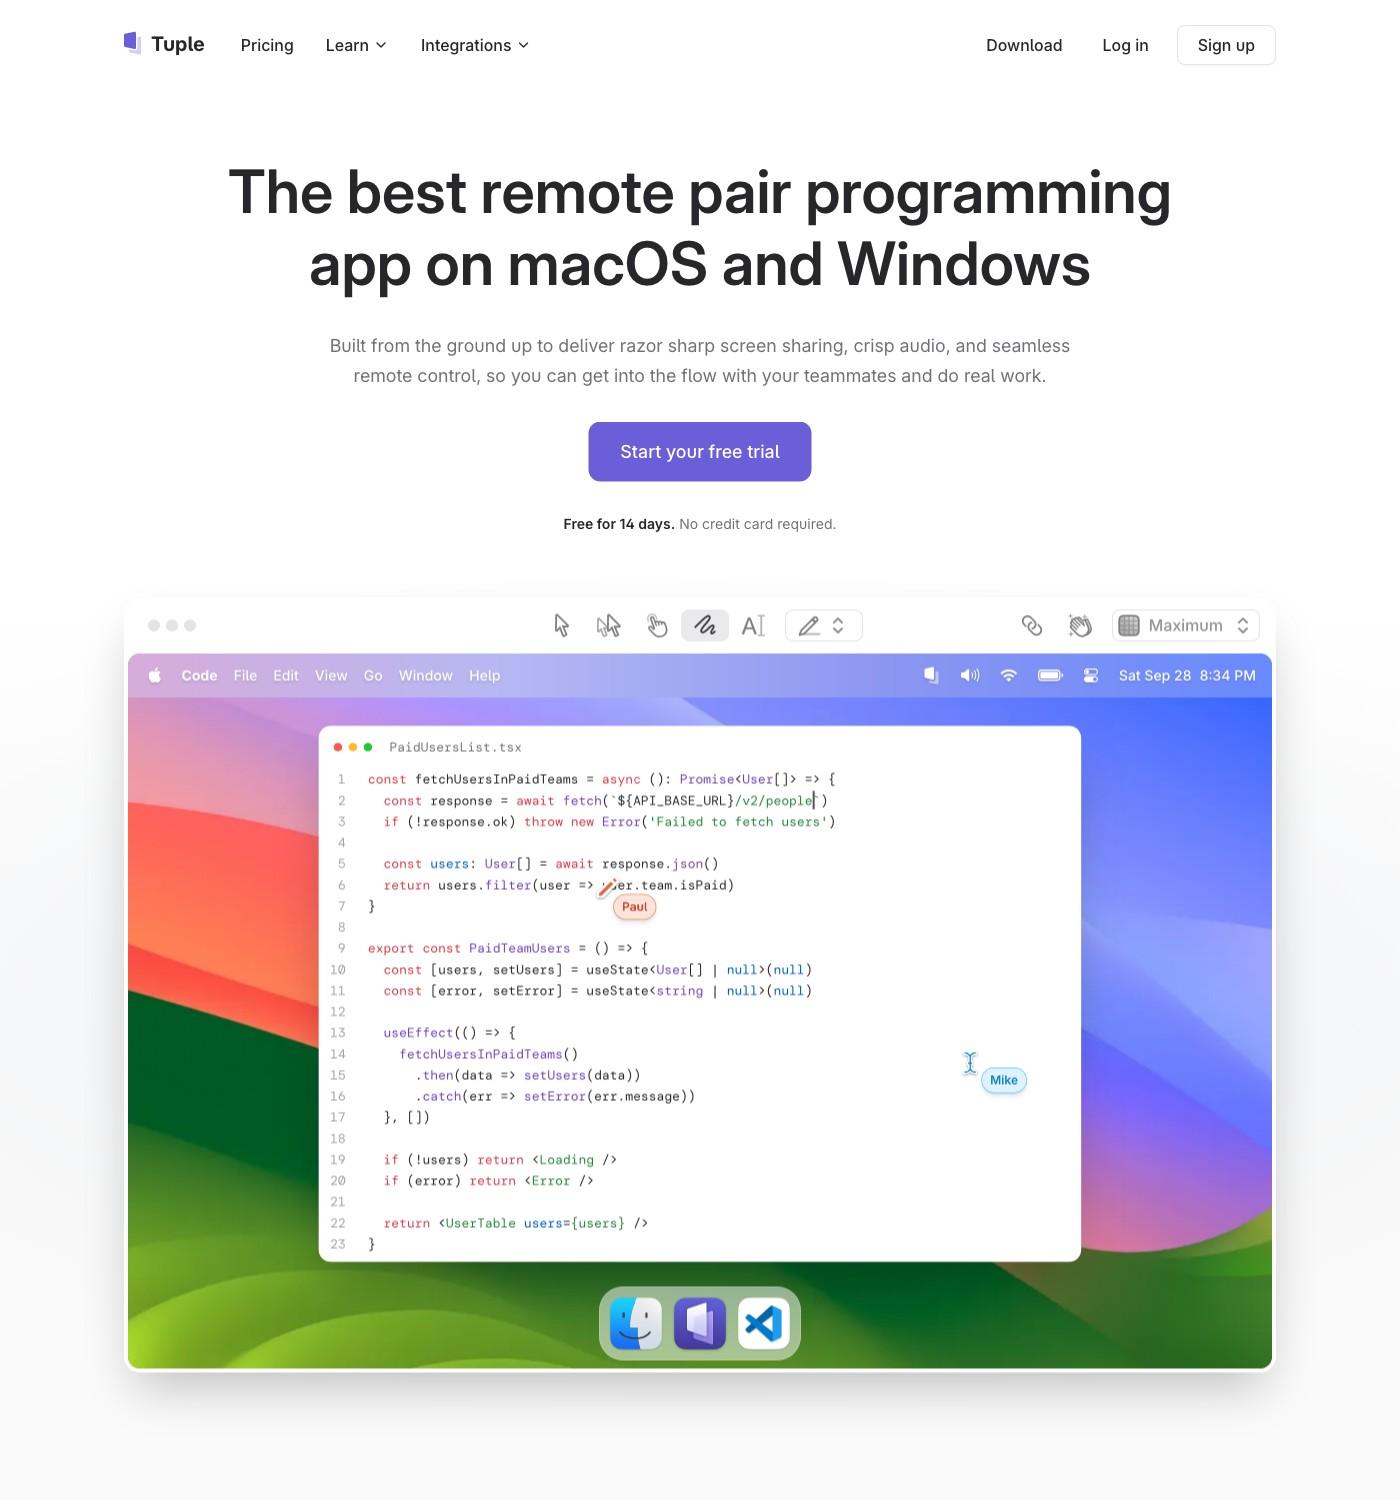 Tuple Pricing Learn Integrations Download Log in Sign up
The best remote pair programming
app on macOS and Windows
Built from the ground up to deliver razor sharp screen sharing, crisp audio, and seamless
remote control, so you can get into the flow with your teammates and do real work.
Start your free trial
Free for 14 days. No credit card required.
A Maximum
Code File Edit View Go Window Help Sat Sep 28 8:34 PM
PaidUsersList.tsx
1 const fetchUsersInPaidTeams = async (): Promise<User[]> => {
2 const response = await fetch(`${API_BASE_URL}/v2/people`)
3 if (!response.ok) throw new Error('Failed to fetch users')
4
5 const users: User[] = await response.json()
6 return users.filter(user => user.team.isPaid)
7 }
Paul
8
9 export const PaidTeamUsers = () => {
10 const [users, setUsers] = useState<User[] | null>(null)
11 const [error, setError] = useState<string | null>(null)
12
13 useEffect(() => {
14 fetchUsersInPaidTeams()
15 .then(data => setUsers(data))
Mike
16 .catch(err => setError(err.message))
17 }, [])
18
19 if (!users) return <Loading />
20 if (error) return <Error />
21
22 return <UserTable users={users} />
23 }